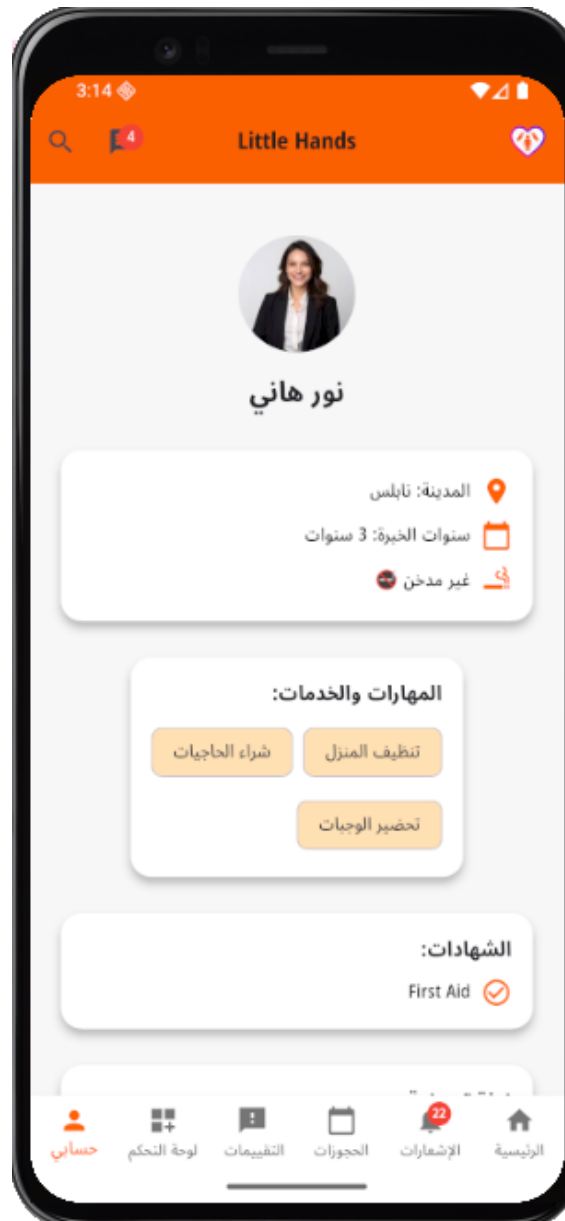 3:14
4
Little Hands
نور هاني
المدينة: نابلس
سنوات الخبرة: 3 سنوات
غير مدخن
المهارات والخدمات:
تنظيف المنزل
شراء الحاجيات
تحضير الوجبات
الشهادات:
First Aid
22
الرئيسية
الإشعارات
الحجوزات
التقييمات
لوحة التحكم
حسابي